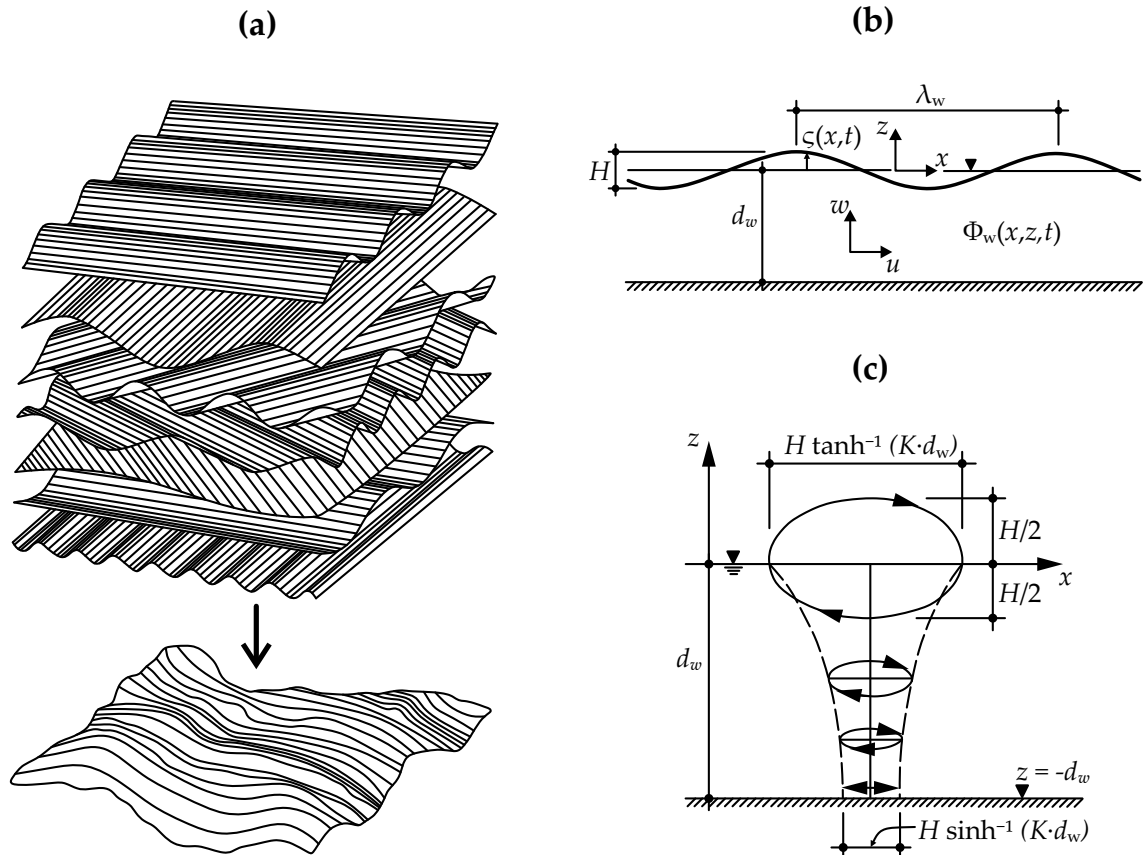 (a)
(b)
λw
z
ς(x,t)
x
H
dw
w
u
Φw(x,z,t)
(c)
z
H tanh⁻¹ (K·dw)
H/2
x
H/2
dw
z = -dw
H sinh⁻¹ (K·dw)